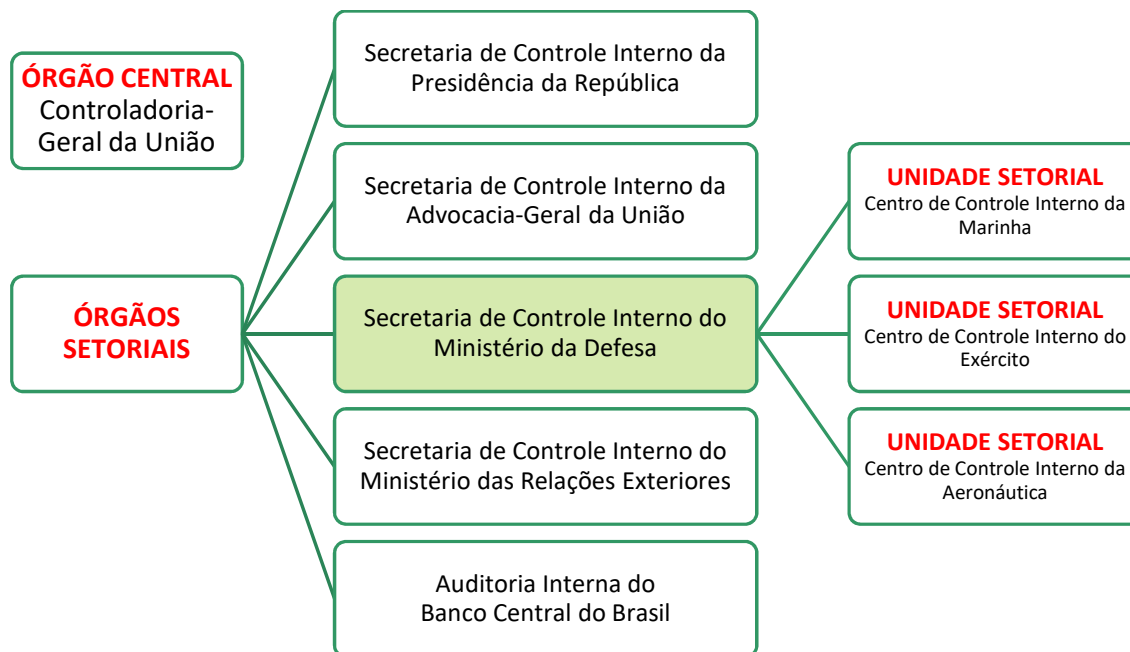 ÓRGÃO CENTRAL
Controladoria-
Geral da União
ÓRGÃOS
SETORIAIS
Secretaria de Controle Interno da
Presidência da República
Secretaria de Controle Interno da
Advocacia-Geral da União
Secretaria de Controle Interno do
Ministério da Defesa
Secretaria de Controle Interno do
Ministério das Relações Exteriores
Auditoria Interna do
Banco Central do Brasil
UNIDADE SETORIAL
Centro de Controle Interno da
Marinha
UNIDADE SETORIAL
Centro de Controle Interno do
Exército
UNIDADE SETORIAL
Centro de Controle Interno da
Aeronáutica